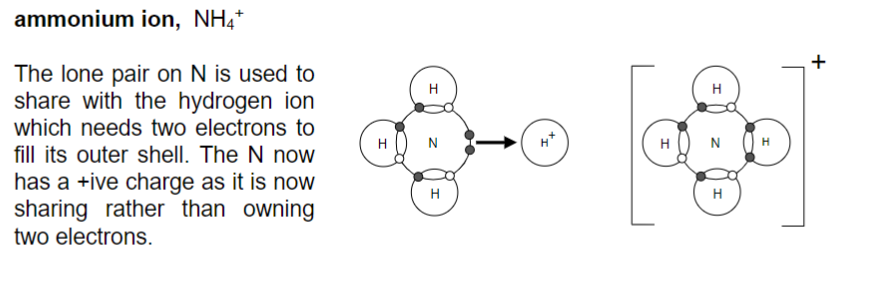 ammonium ion, NH₄⁺
The lone pair on N is used to
share with the hydrogen ion
which needs two electrons to
fill its outer shell. The N now
has a +ive charge as it is now
sharing rather than owning
two electrons.
H
H N H⁺
H
+
H
H N H
H